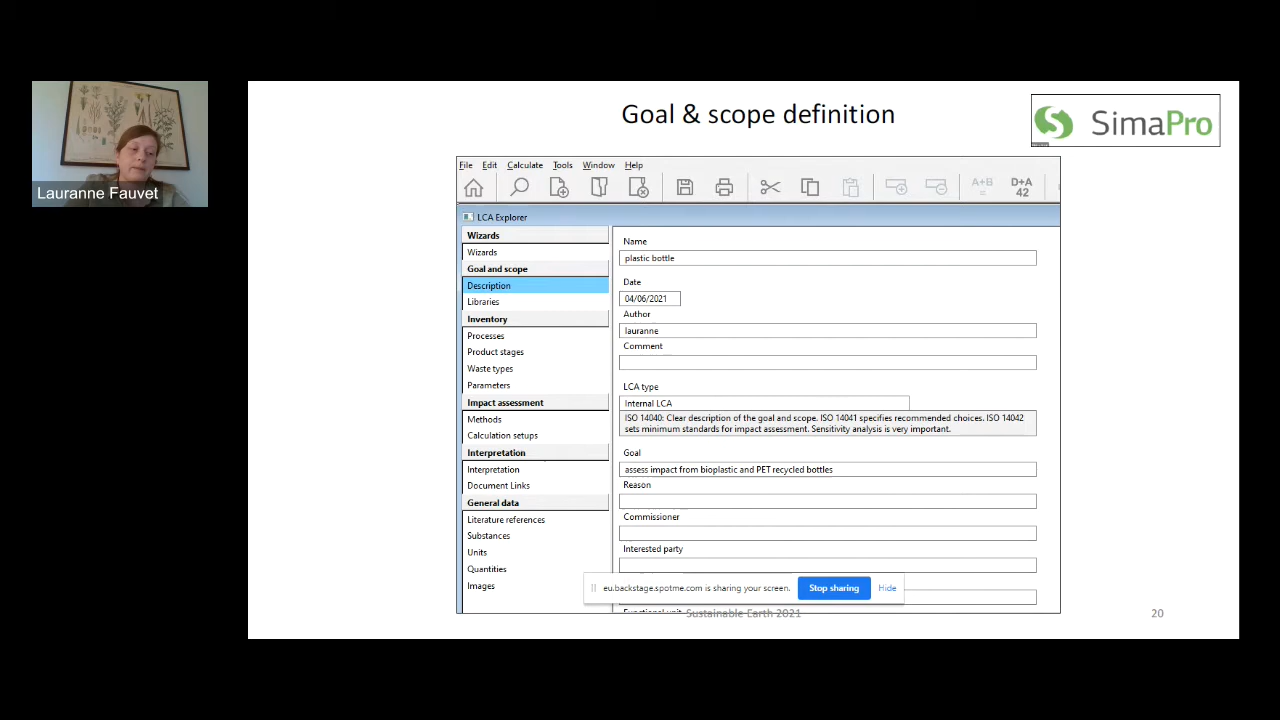 Goal & scope definition
SimaPro
Lauranne Fauvet
File Edit Calculate Tools Window Help
A+B
=
D+A
42
LCA Explorer
Wizards
Wizards
Goal and scope
Description
Libraries
Inventory
Processes
Product stages
Waste types
Parameters
Impact assessment
Methods
Calculation setups
Interpretation
Interpretation
Document Links
General data
Literature references
Substances
Units
Quantities
Images
Name
plastic bottle
Date
04/06/2021
Author
lauranne
Comment
LCA type
Internal LCA
ISO 14040: Clear description of the goal and scope. ISO 14041 specifies recommended choices. ISO 14042
sets minimum standards for impact assessment. Sensitivity analysis is very important.
Goal
assess impact from bioplastic and PET recycled bottles
Reason
Commissioner
Interested party
eu.backstage.spotme.com is sharing your screen. Stop sharing Hide
Functional unit
Sustainable Earth 2021
20